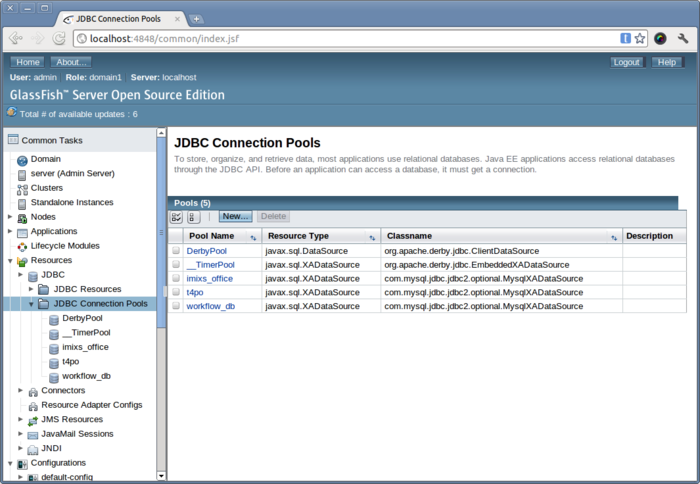 JDBC Connection Pools
localhost:4848/common/index.jsf
Home About... Logout Help
User: admin Role: domain1 Server: localhost
GlassFish™ Server Open Source Edition
Total # of available updates : 6
Common Tasks
Domain
server (Admin Server)
Clusters
Standalone Instances
Nodes
Applications
Lifecycle Modules
Resources
JDBC
JDBC Resources
JDBC Connection Pools
DerbyPool
__TimerPool
imixs_office
t4po
workflow_db
Connectors
Resource Adapter Configs
JMS Resources
JavaMail Sessions
JNDI
Configurations
default-config
JDBC Connection Pools
To store, organize, and retrieve data, most applications use relational databases. Java EE applications access relational databases
through the JDBC API. Before an application can access a database, it must get a connection.
Pools (5)
New... Delete
Pool Name Resource Type Classname Description
DerbyPool javax.sql.DataSource org.apache.derby.jdbc.ClientDataSource
__TimerPool javax.sql.XADataSource org.apache.derby.jdbc.EmbeddedXADataSource
imixs_office javax.sql.XADataSource com.mysql.jdbc.jdbc2.optional.MysqlXADataSource
t4po javax.sql.XADataSource com.mysql.jdbc.jdbc2.optional.MysqlXADataSource
workflow_db javax.sql.XADataSource com.mysql.jdbc.jdbc2.optional.MysqlXADataSource